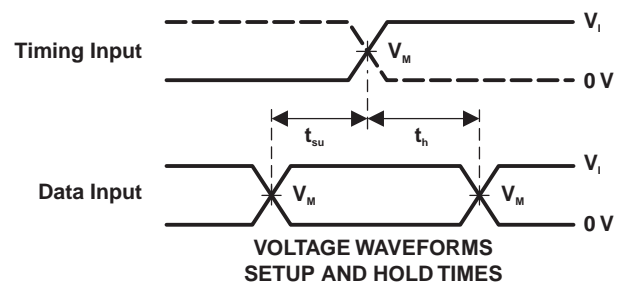 V_I
Timing Input
V_M
0 V
t_su
t_h
V_I
Data Input
V_M
V_M
0 V
VOLTAGE WAVEFORMS
SETUP AND HOLD TIMES